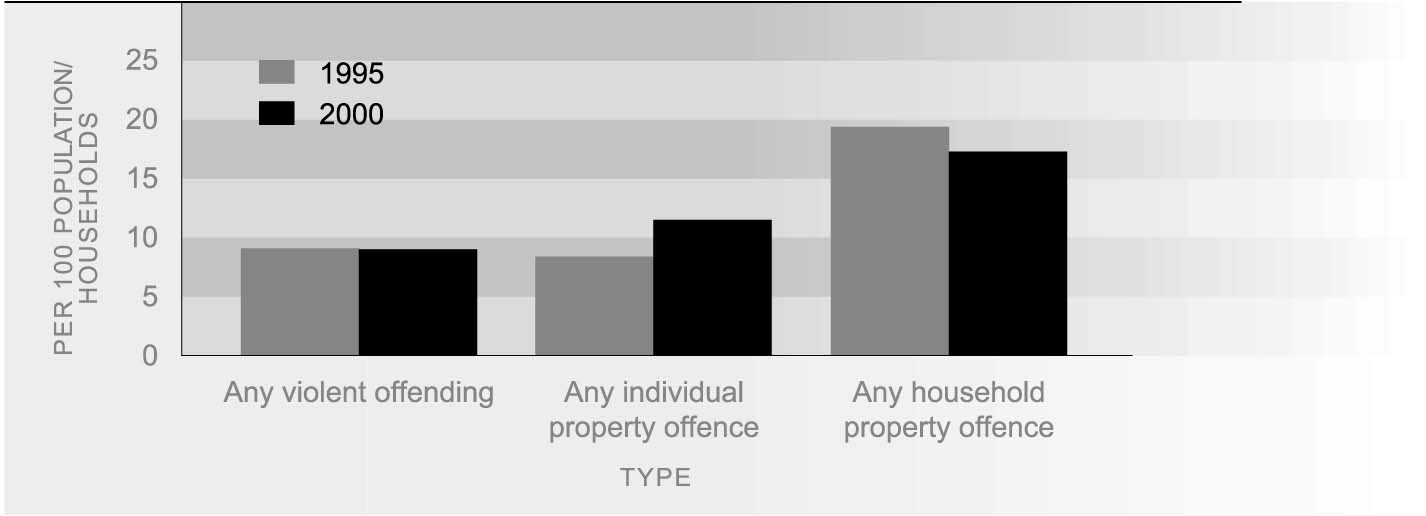 PER 100 POPULATION/
HOUSEHOLDS
25
20
15
10
5
0
1995
2000
Any violent offending
Any individual
property offence
Any household
property offence
TYPE